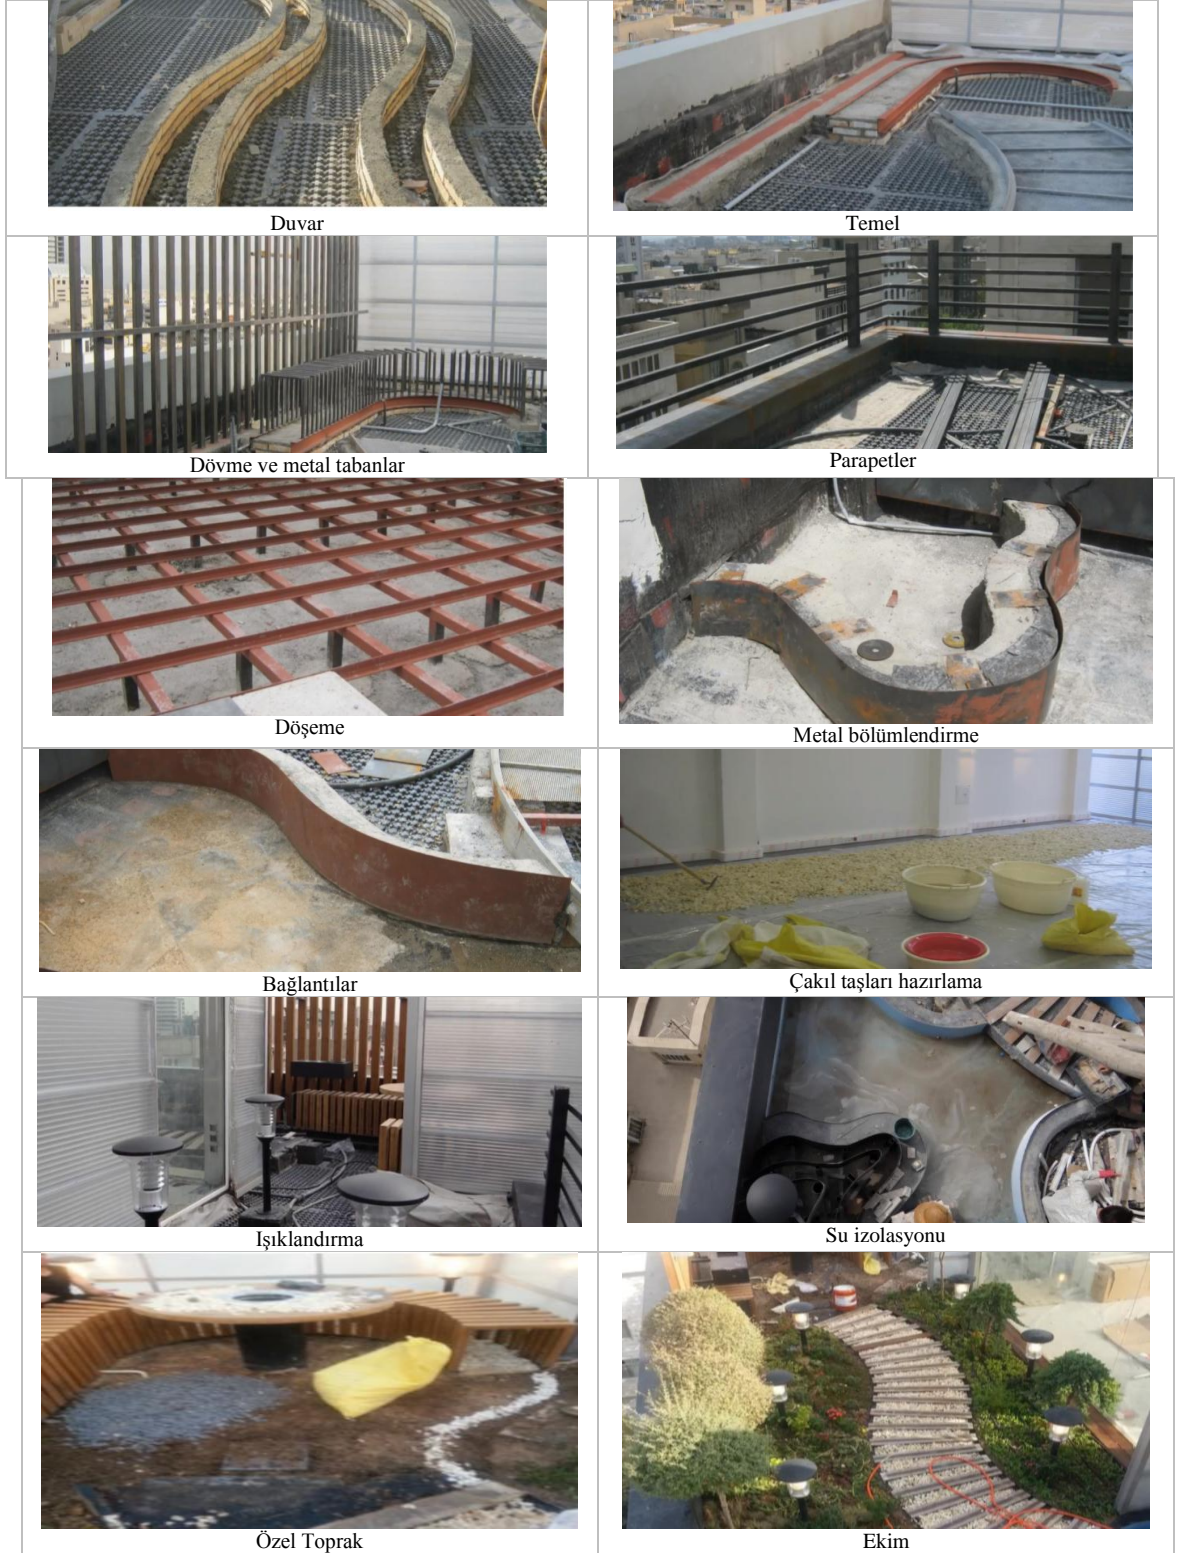 Duvar
Temel
Dövme ve metal tabanlar
Parapetler
Döşeme
Metal bölümlendirme
Bağlantılar
Çakıl taşları hazırlama
Işıklandırma
Su izolasyonu
Özel Toprak
Ekim